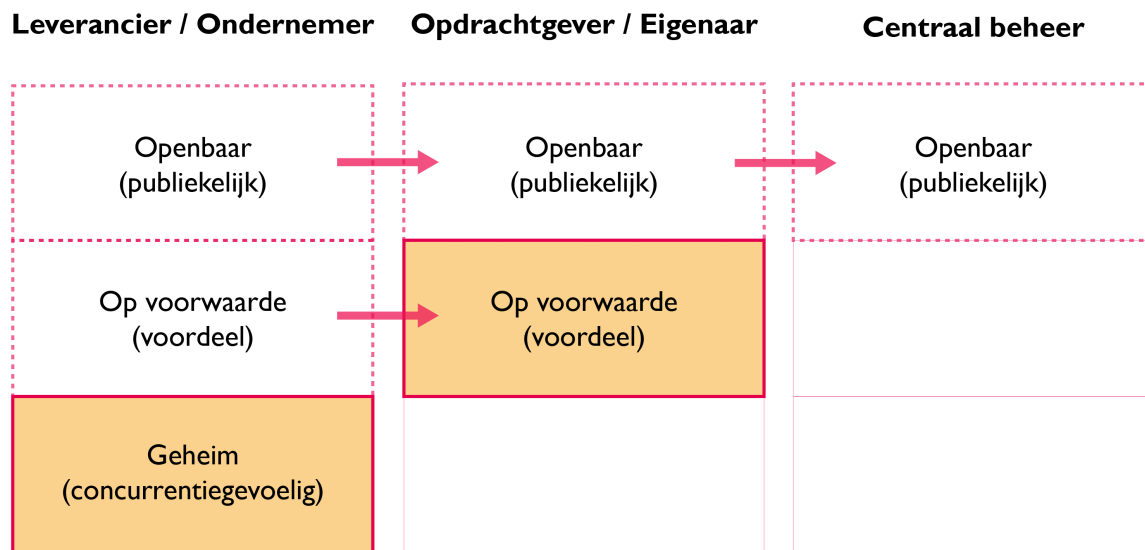 Leverancier / Ondernemer
Opdrachtgever / Eigenaar
Centraal beheer
Openbaar
(publiekelijk)
Openbaar
(publiekelijk)
Openbaar
(publiekelijk)
Op voorwaarde
(voordeel)
Op voorwaarde
(voordeel)
Geheim
(concurrentiegevoelig)